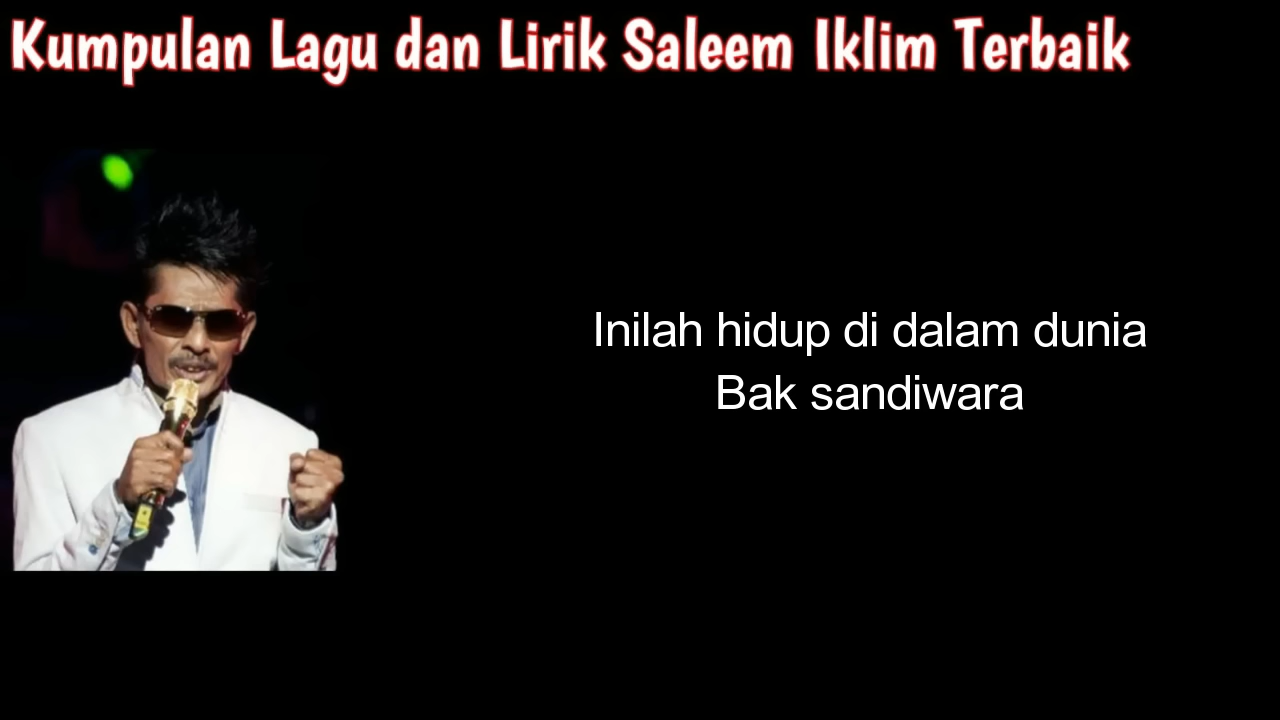 Kumpulan Lagu dan Lirik Saleem Iklim Terbaik
Inilah hidup di dalam dunia
Bak sandiwara